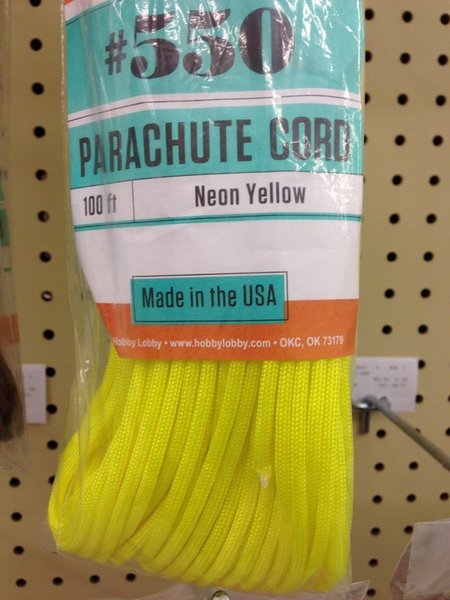 #550
PARACHUTE CORD
100 ft Neon Yellow
Made in the USA
Hobby Lobby • www.hobbylobby.com • OKC, OK 73179